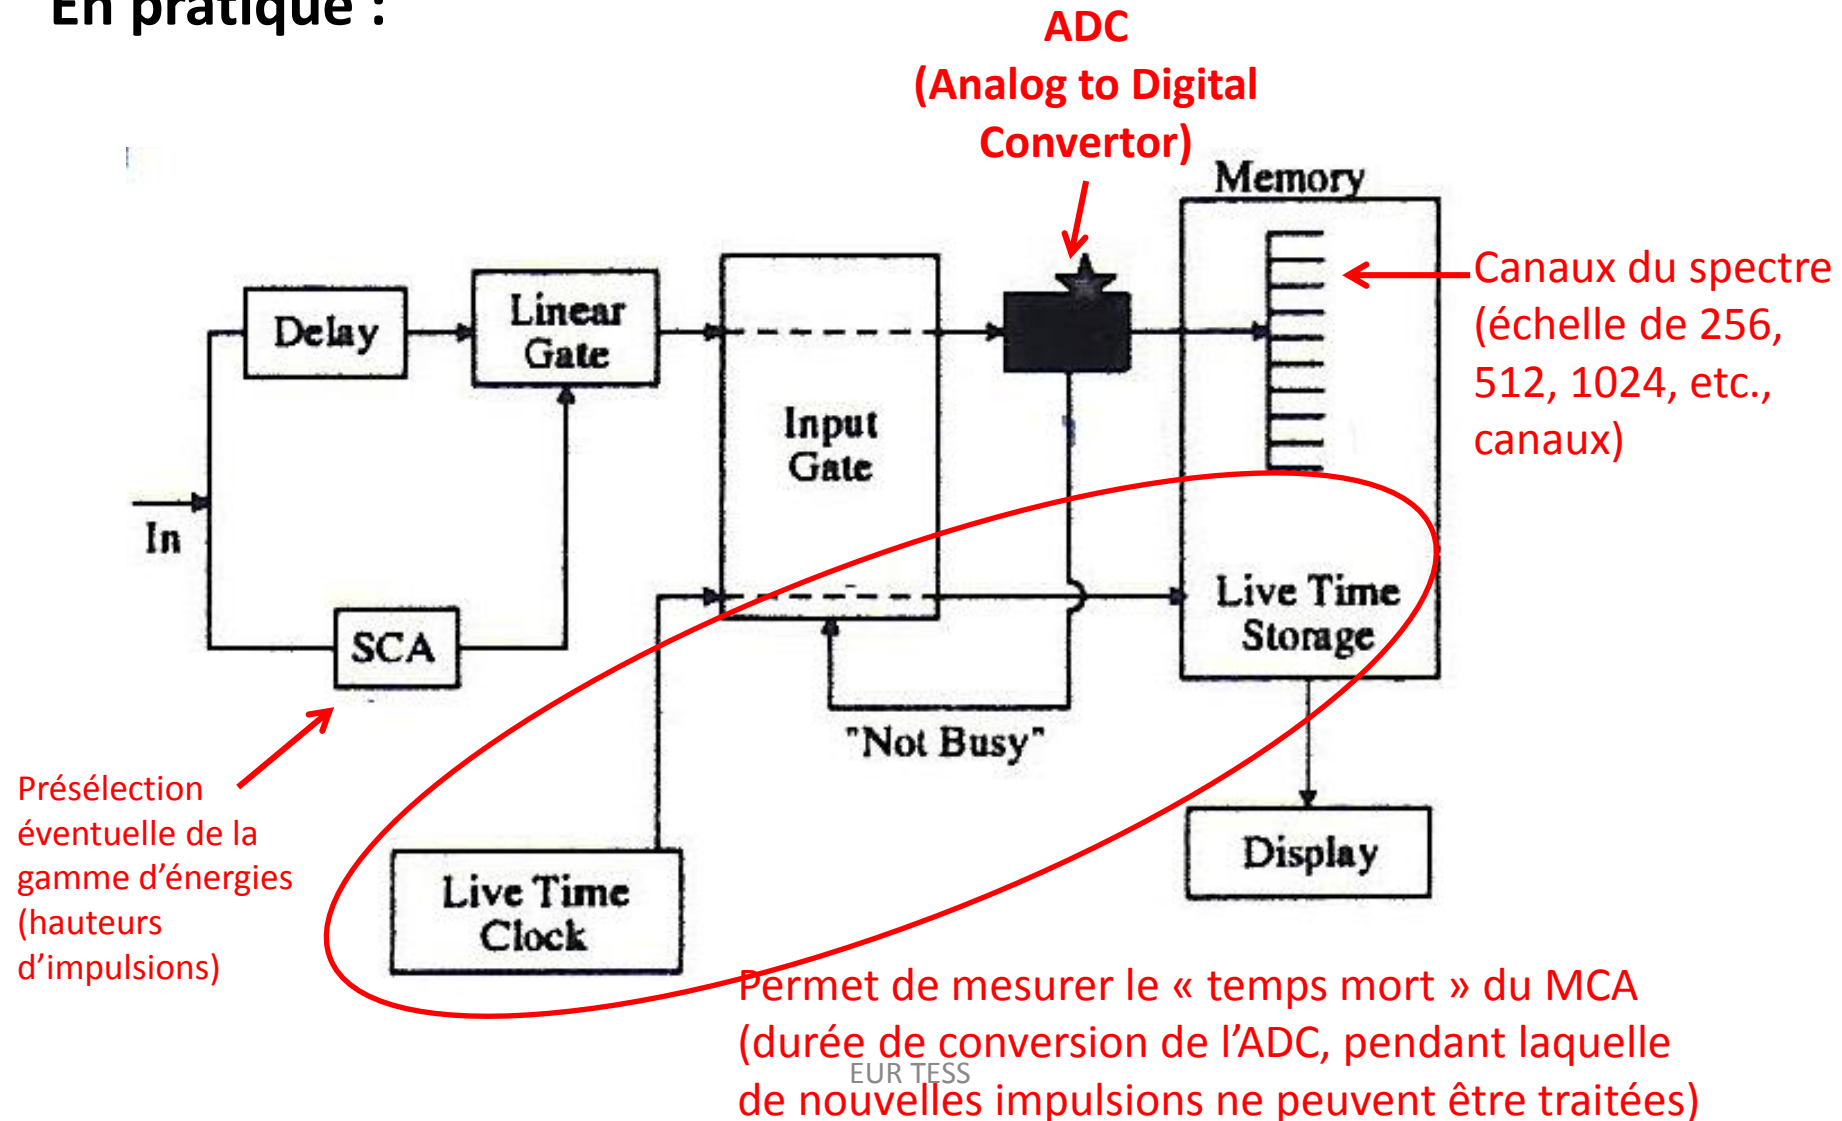 En pratique :
ADC
(Analog to Digital
Convertor)
Memory
Canaux du spectre
(échelle de 256,
512, 1024, etc.,
canaux)
Delay
Linear
Gate
Input
Gate
In
SCA
Live Time
Storage
"Not Busy"
Présélection
éventuelle de la
gamme d’énergies
(hauteurs
d’impulsions)
Live Time
Clock
Display
Permet de mesurer le « temps mort » du MCA
(durée de conversion de l’ADC, pendant laquelle
de nouvelles impulsions ne peuvent être traitées)
EUR TESS